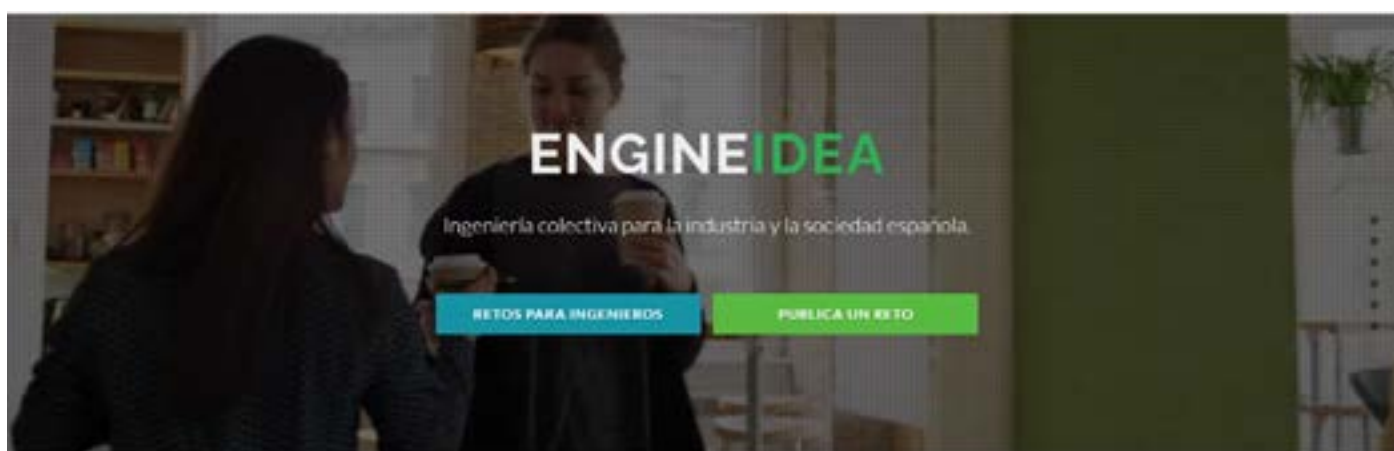 ENGINEIDEA
Ingeniería colectiva para la industria y la sociedad española.
RETOS PARA INGENIEROS
PUBLICA UN RETO